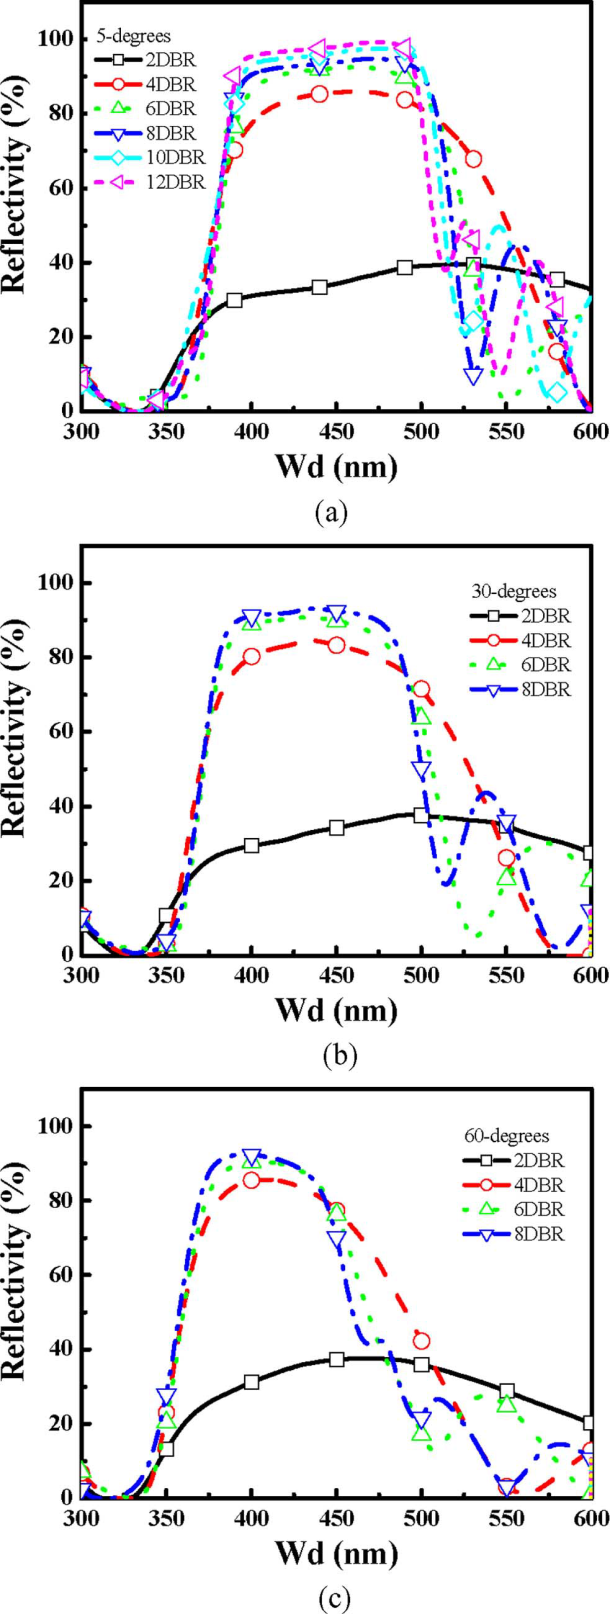 5-degrees
2DBR
4DBR
6DBR
8DBR
10DBR
12DBR
Reflectivity (%)
100
80
60
40
20
0
300 350 400 450 500 550 600
Wd (nm)
(a)
30-degrees
2DBR
4DBR
6DBR
8DBR
Reflectivity (%)
100
80
60
40
20
0
300 350 400 450 500 550 600
Wd (nm)
(b)
60-degrees
2DBR
4DBR
6DBR
8DBR
Reflectivity (%)
100
80
60
40
20
0
300 350 400 450 500 550 600
Wd (nm)
(c)